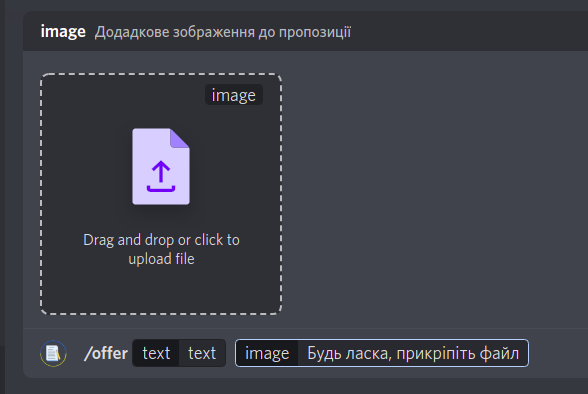 image Додадкове зображення до пропозиції
image
Drag and drop or click to
upload file
/offer text text image Будь ласка, прикріпіть файл